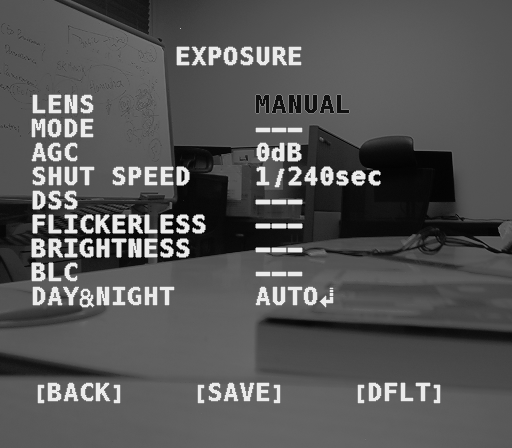 EXPOSURE
LENS MANUAL
MODE ---
AGC 0dB
SHUT SPEED 1/240sec
DSS ---
FLICKERLESS ---
BRIGHTNESS ---
BLC ---
DAY&NIGHT AUTO↲
[BACK] [SAVE] [DFLT]